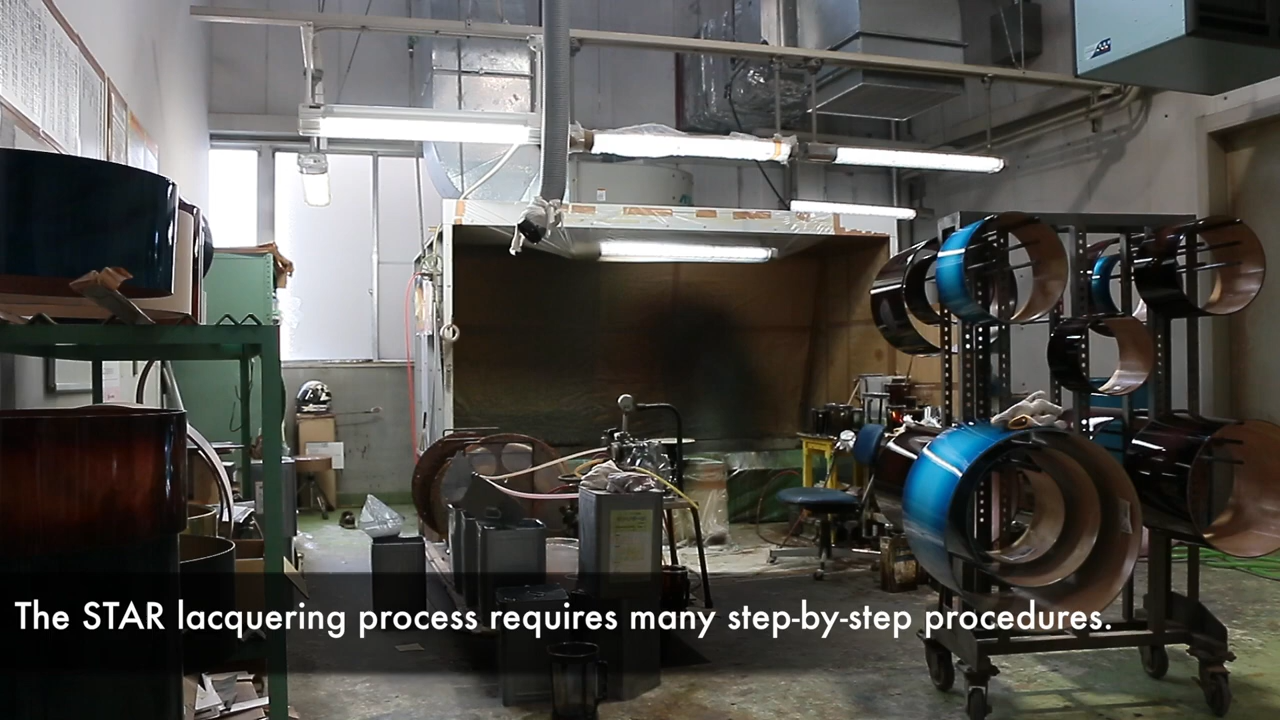 The STAR lacquering process requires many step-by-step procedures.